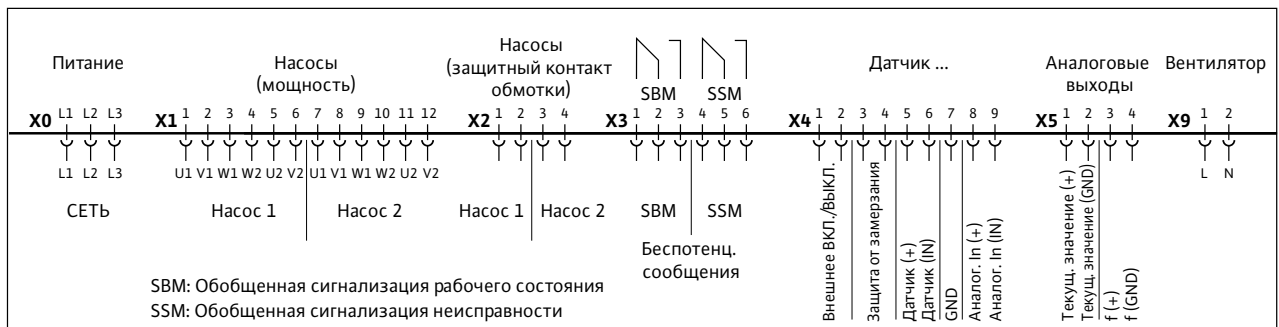 Питание
Насосы
(мощность)
Насосы
(защитный контакт
обмотки)
SBM SSM
Датчик ...
Аналоговые
выходы
Вентилятор
X0 L1 L2 L3
X1 1 2 3 4 5 6 7 8 9 10 11 12
X2 1 2 3 4
X3 1 2 3 4 5 6
X4 1 2 3 4 5 6 7 8 9
X5 1 2 3 4
X9 1 2
L1 L2 L3
U1 V1 W1 W2 U2 V2 U1 V1 W1 W2 U2 V2
L N
СЕТЬ
Насос 1 Насос 2
Насос 1 Насос 2
SBM SSM
Беспотенц.
сообщения
Внешнее ВКЛ./ВЫКЛ.
Защита от замерзания
Датчик (+)
Датчик (IN)
GND
Аналог. In (+)
Аналог. In (IN)
Текущ. значение (+)
Текущ. значение (GND)
f (+)
f (GND)
SBM: Обобщенная сигнализация рабочего состояния
SSM: Обобщенная сигнализация неисправности